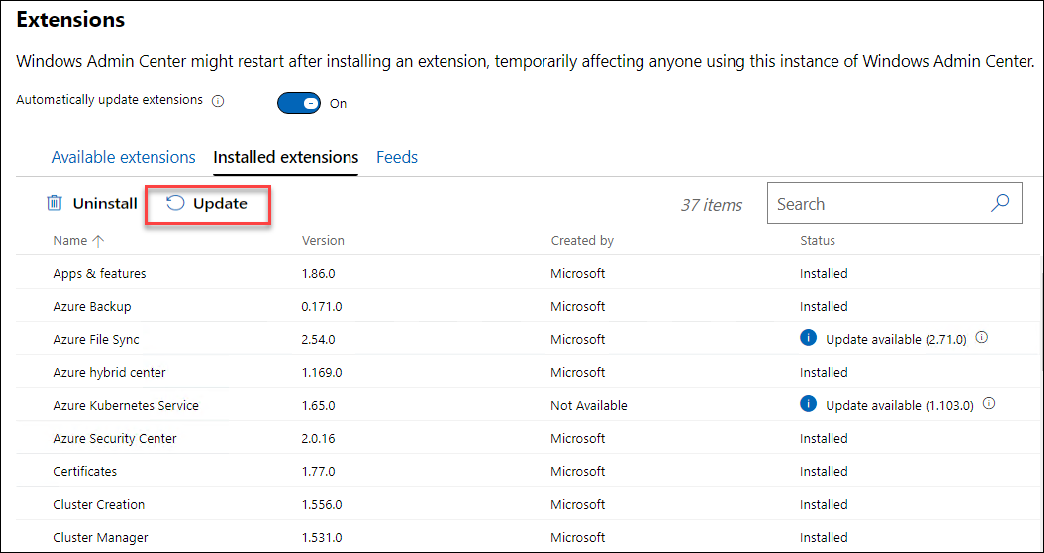 Extensions
Windows Admin Center might restart after installing an extension, temporarily affecting anyone using this instance of Windows Admin Center.
Automatically update extensions On
Available extensions Installed extensions Feeds
Uninstall Update 37 items Search
Name Version Created by Status
Apps & features 1.86.0 Microsoft Installed
Azure Backup 0.171.0 Microsoft Installed
Azure File Sync 2.54.0 Microsoft Update available (2.71.0)
Azure hybrid center 1.169.0 Microsoft Installed
Azure Kubernetes Service 1.65.0 Not Available Update available (1.103.0)
Azure Security Center 2.0.16 Microsoft Installed
Certificates 1.77.0 Microsoft Installed
Cluster Creation 1.556.0 Microsoft Installed
Cluster Manager 1.531.0 Microsoft Installed